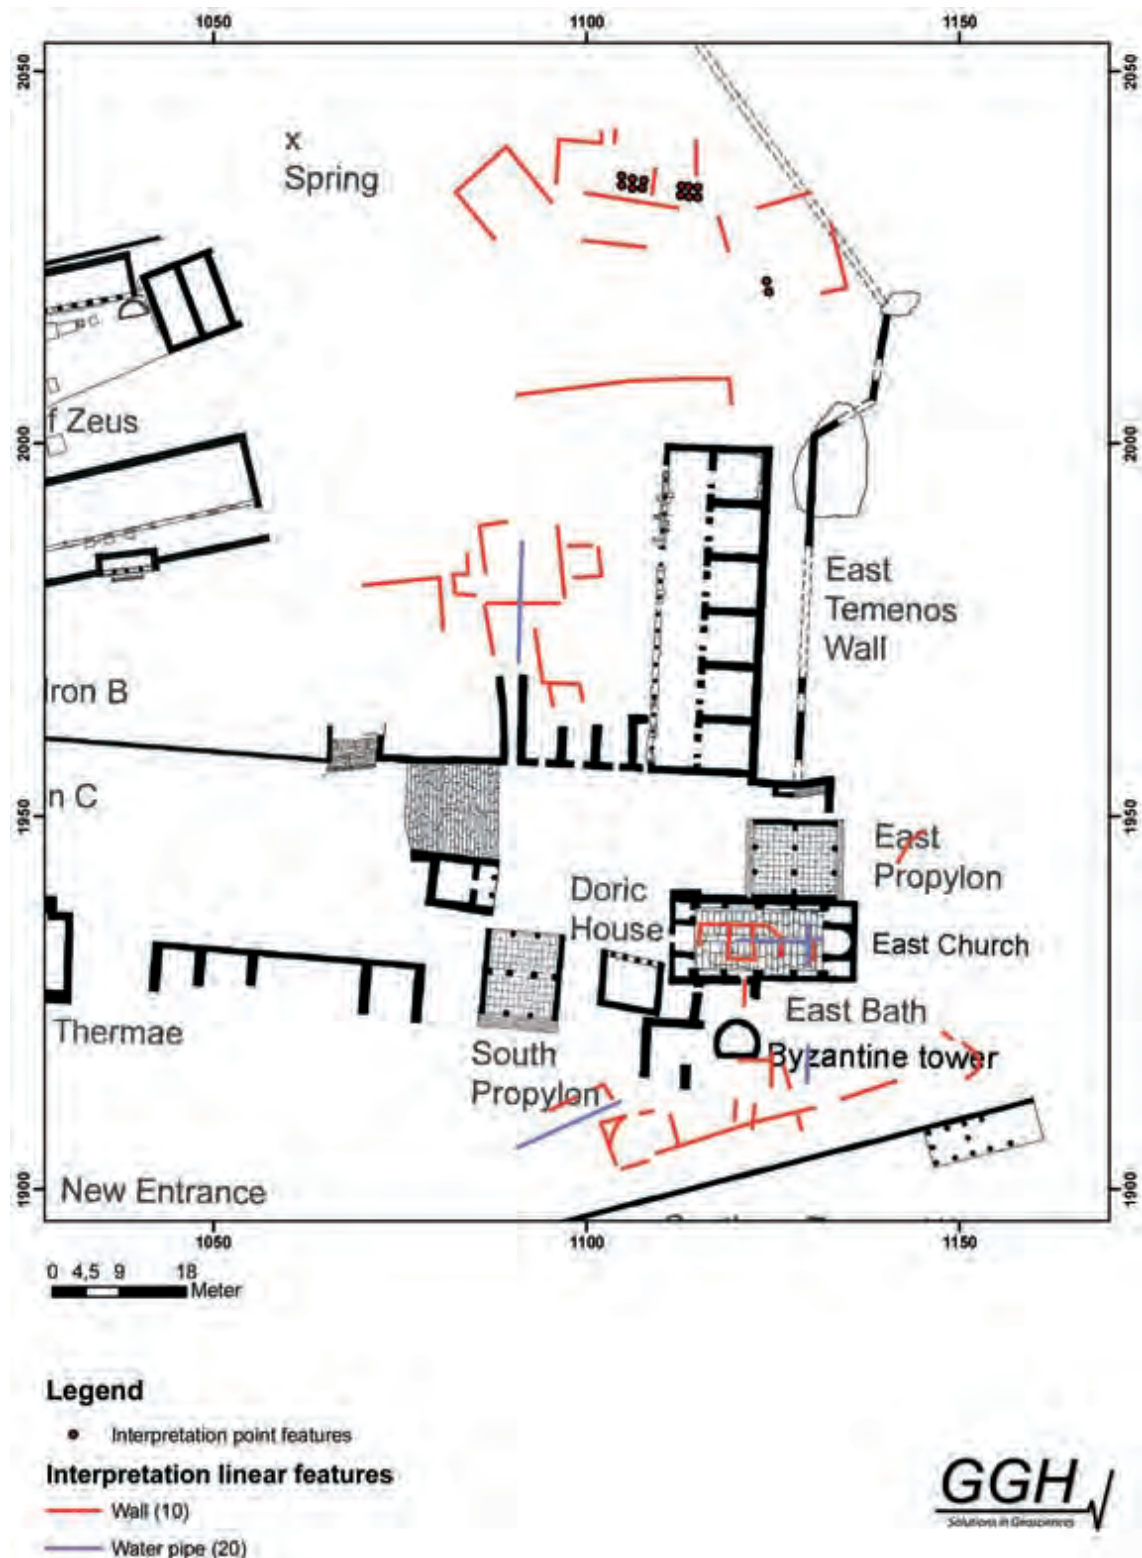 1050 1100 1150
2050 2050
x
Spring
f Zeus
2000 2000
East
Temenos
Wall
Iron B
n C
1950 1950
East
Propylon
Doric
House
East Church
East Bath
Thermae
Byzantine tower
South
Propylon
New Entrance
1900 1900
1050 1100 1150
0 4,5 9 18
Meter
Legend
Interpretation point features
Interpretation linear features
Wall (10)
Water pipe (20)
GGH
Solutions in Geosciences